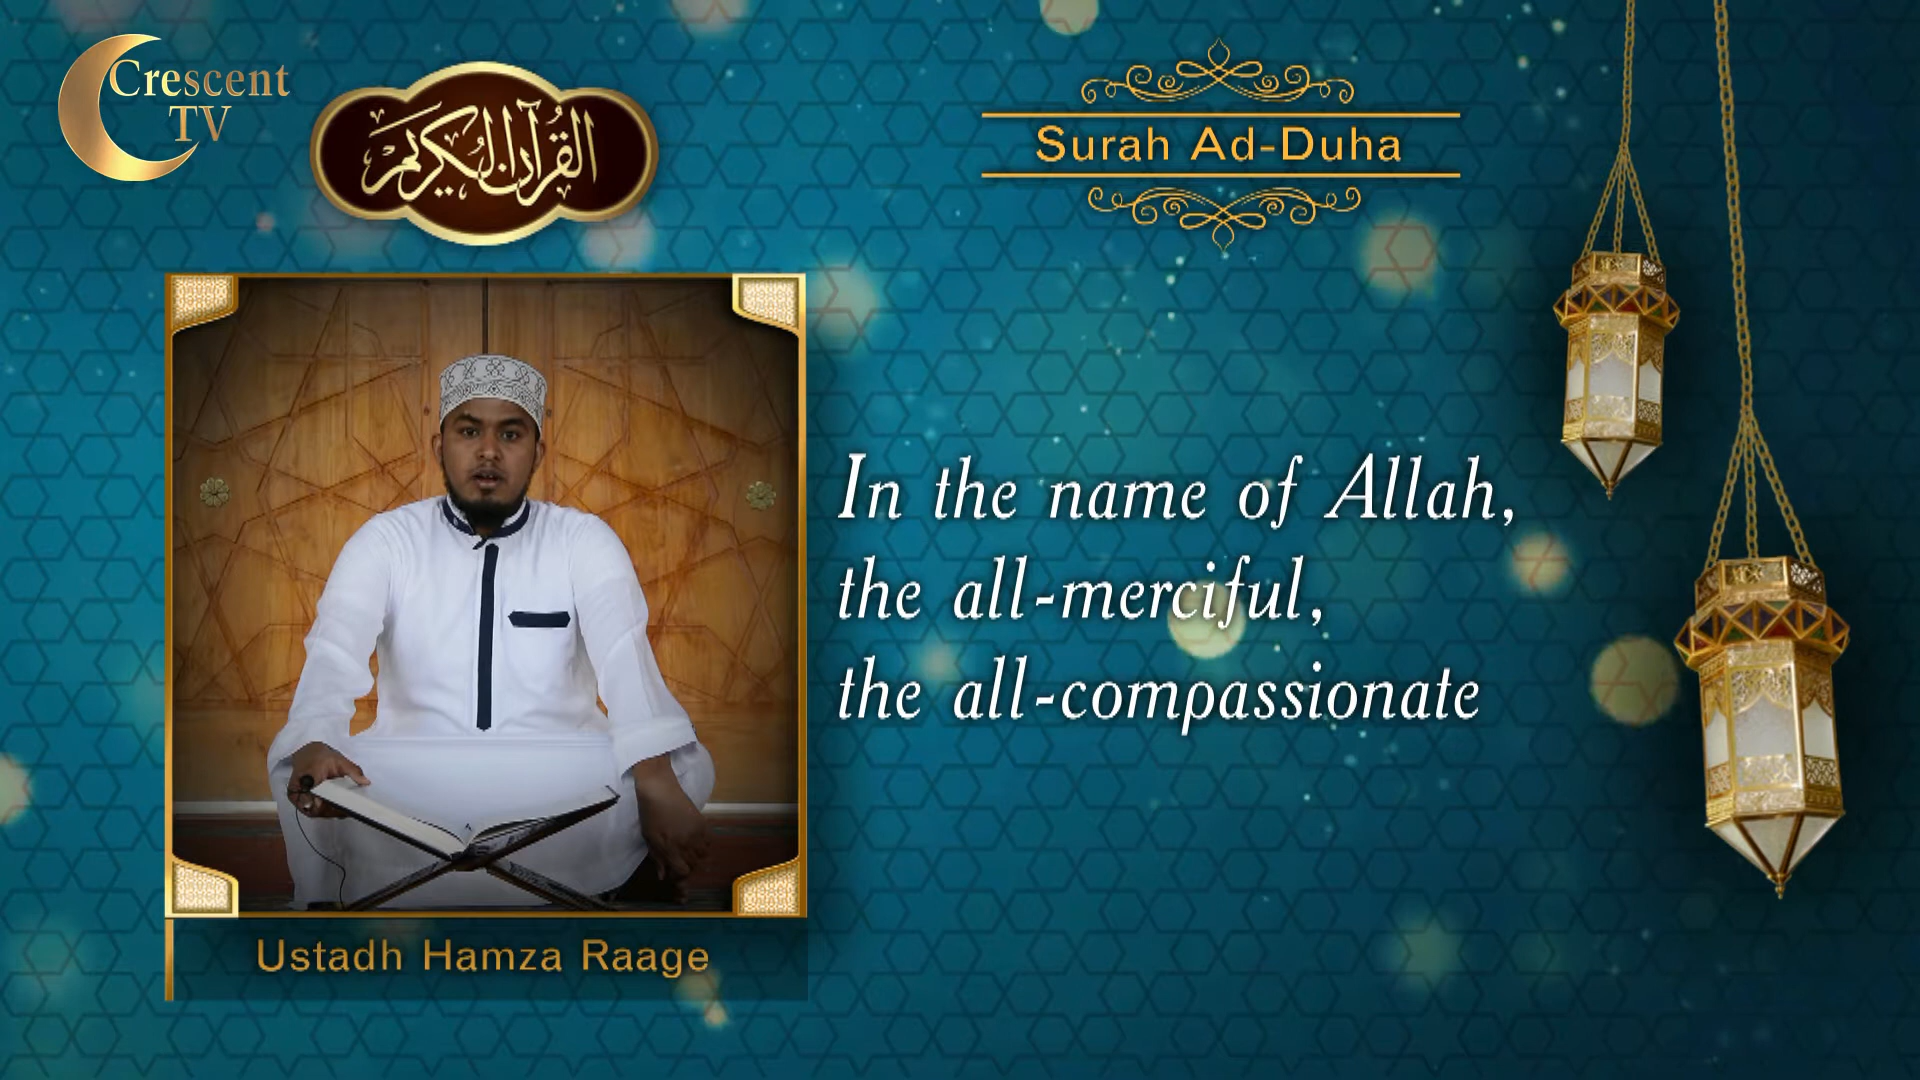 Crescent
TV
القرآن الكريم
Surah Ad-Duha
In the name of Allah,
the all-merciful,
the all-compassionate
Ustadh Hamza Raage